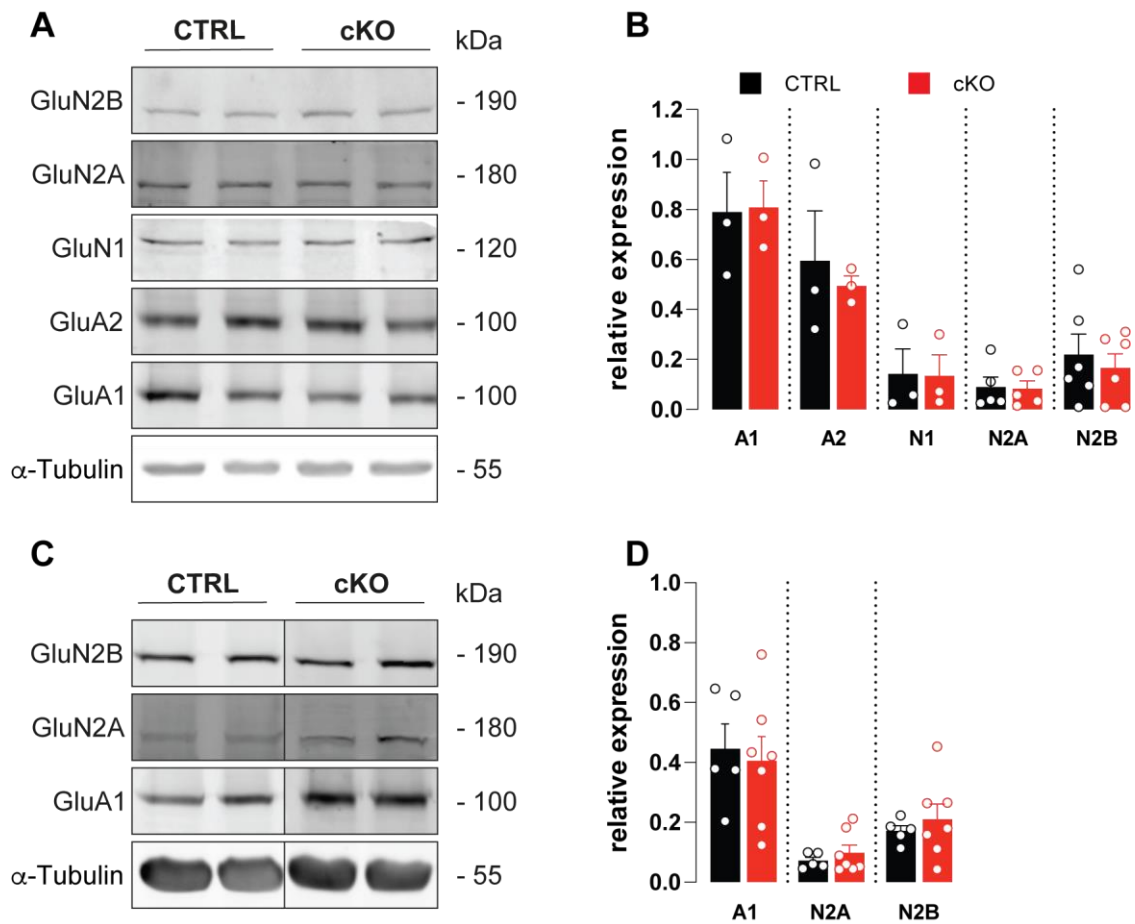 A
CTRL cKO kDa
GluN2B - 190
GluN2A - 180
GluN1 - 120
GluA2 - 100
GluA1 - 100
α-Tubulin - 55
B
CTRL cKO
relative expression
1.2
1.0
0.8
0.6
0.4
0.2
0.0
A1 A2 N1 N2A N2B
C
CTRL cKO kDa
GluN2B - 190
GluN2A - 180
GluA1 - 100
α-Tubulin - 55
D
relative expression
1.0
0.8
0.6
0.4
0.2
0.0
A1 N2A N2B